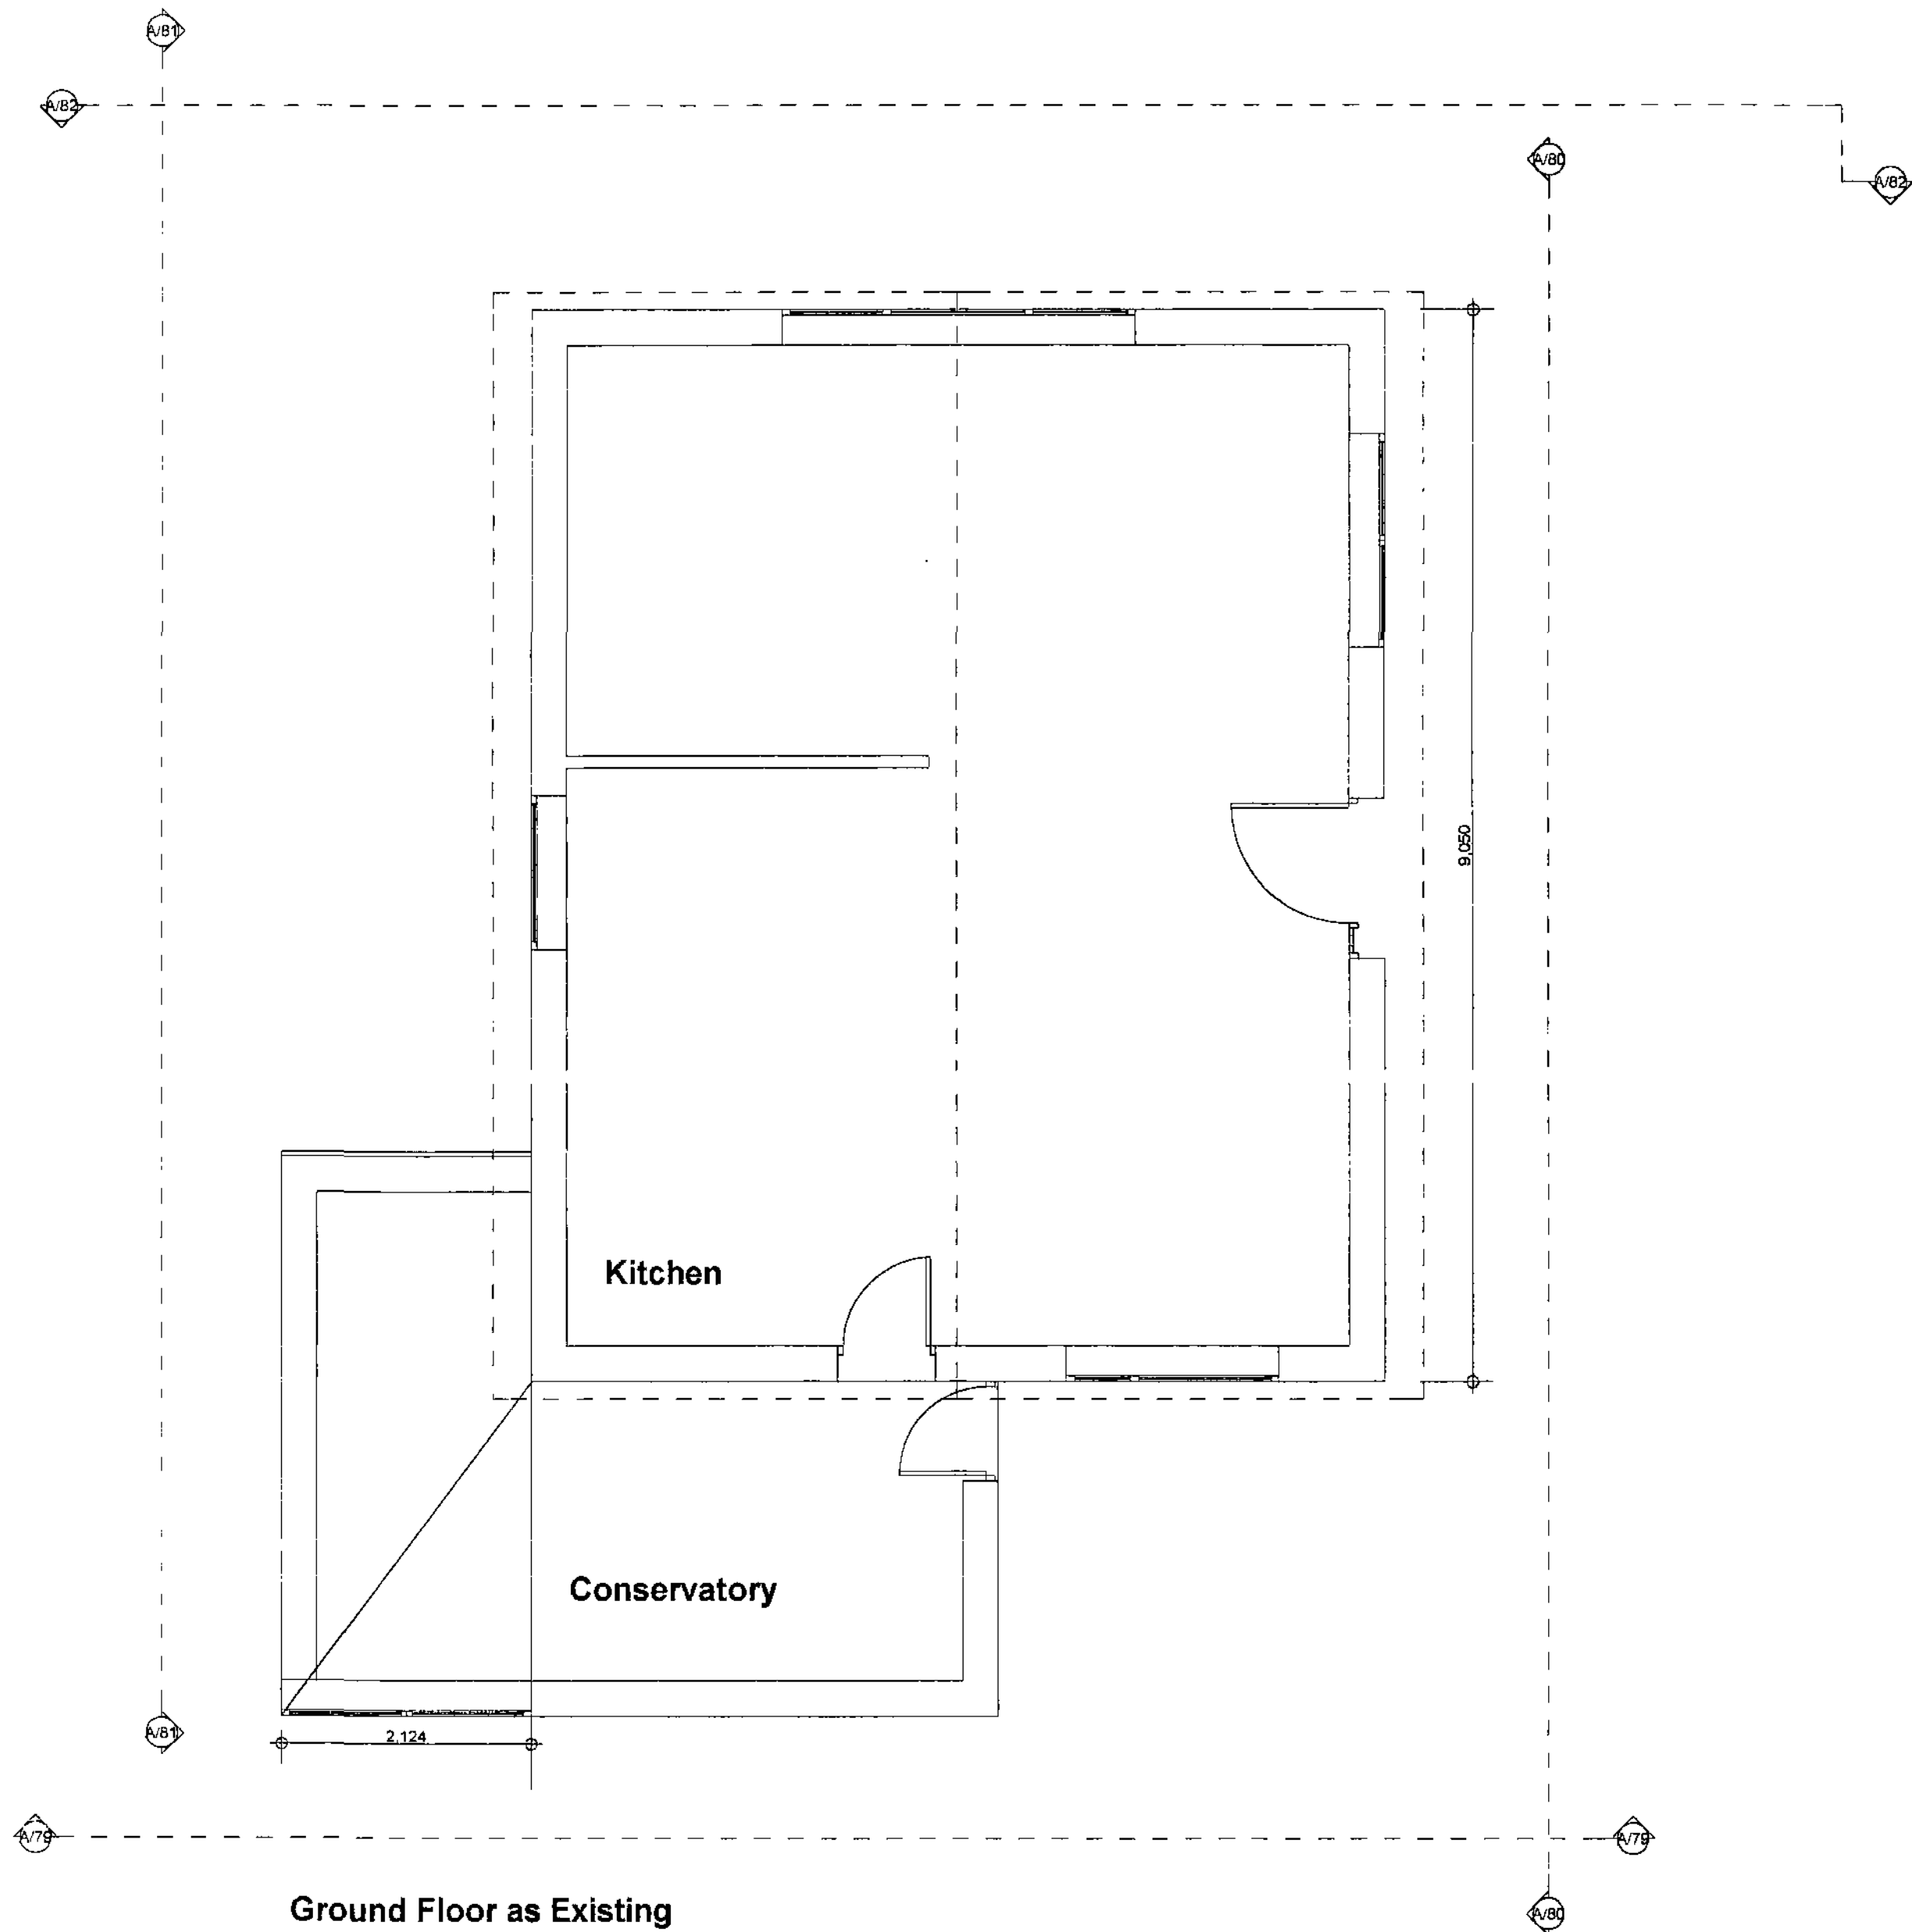 A/81
A/82
A/80
A/82
9,050
Kitchen
Conservatory
A/81
2,124
A/79
A/79
Ground Floor as Existing
A/80